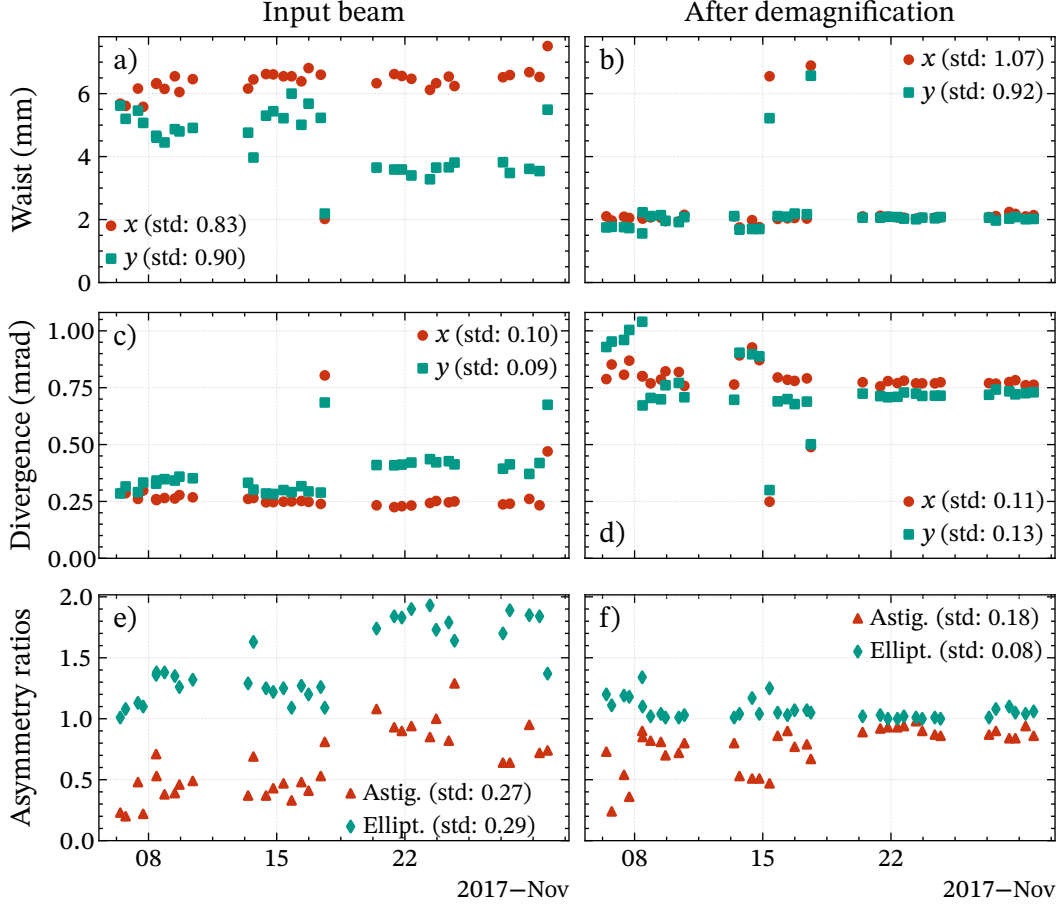 Input beam
After demagnification
Waist (mm)
a)
6
4
2
0
x (std: 0.83)
y (std: 0.90)
b)
x (std: 1.07)
y (std: 0.92)
Divergence (mrad)
1.00
0.75
0.50
0.25
0.00
c)
x (std: 0.10)
y (std: 0.09)
d)
x (std: 0.11)
y (std: 0.13)
Asymmetry ratios
2.0
1.5
1.0
0.5
0.0
e)
Astig. (std: 0.27)
Ellipt. (std: 0.29)
f)
Astig. (std: 0.18)
Ellipt. (std: 0.08)
08 15 22
2017−Nov
08 15 22
2017−Nov